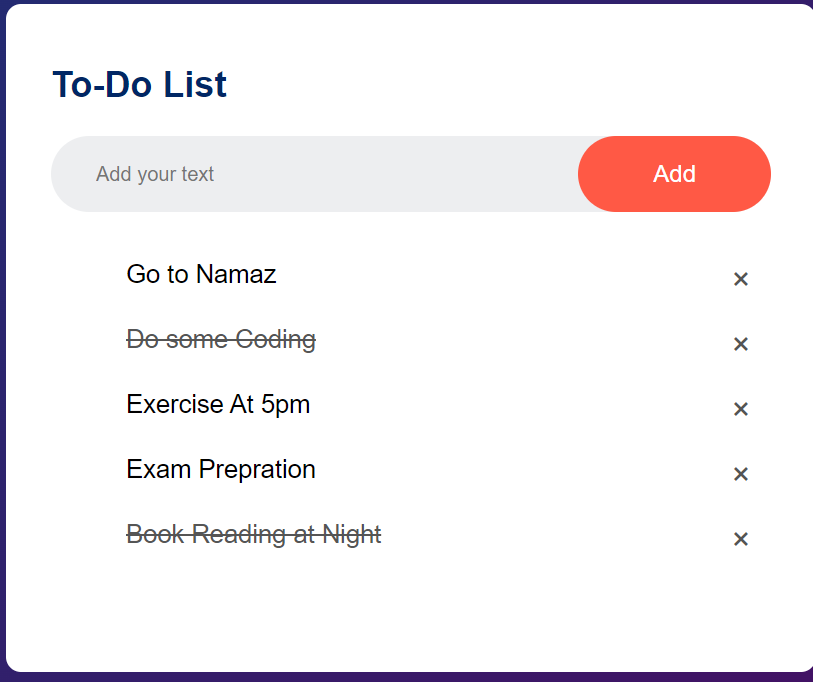 To-Do List
Add your text Add
Go to Namaz ×
Do some Coding ×
Exercise At 5pm ×
Exam Prepration ×
Book Reading at Night ×